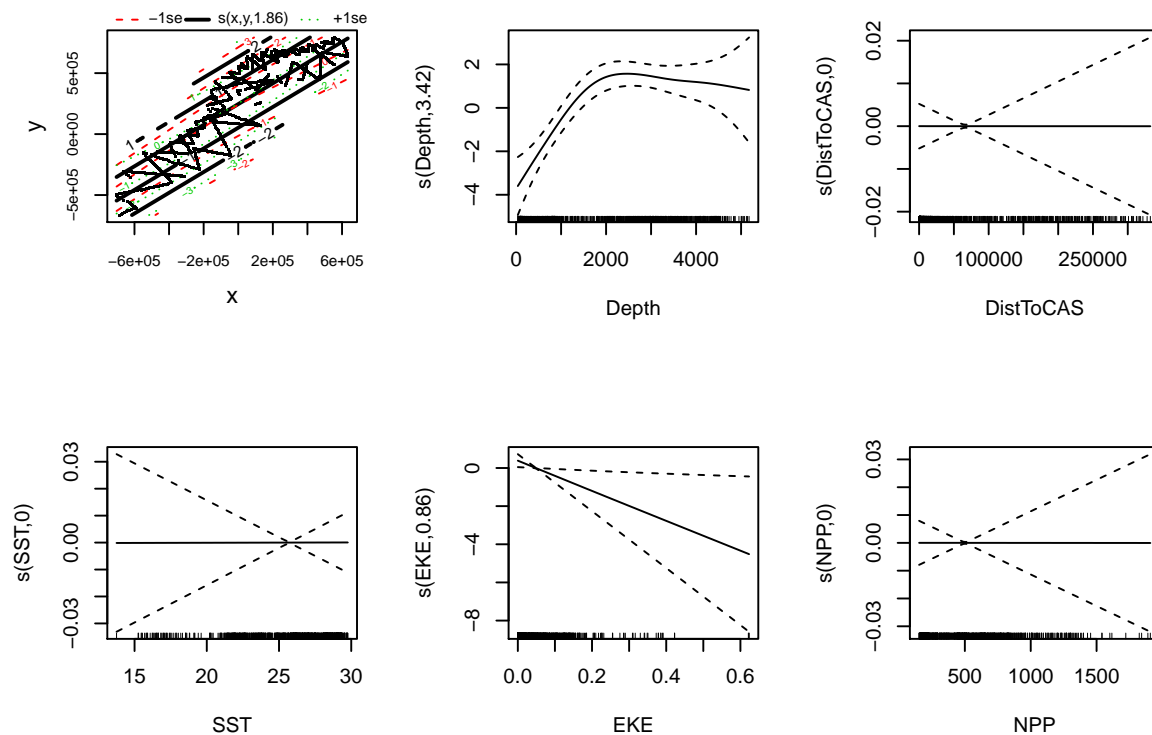 −1se s(x,y,1.86) +1se
y
5e+05
0e+00
−5e+05
−6e+05 −2e+05 2e+05 6e+05
x
s(Depth,3.42)
2
0
−2
−4
0 2000 4000
Depth
s(DistToCAS,0)
0.02
0.00
−0.02
0 100000 250000
DistToCAS
s(SST,0)
0.03
0.00
−0.03
15 20 25 30
SST
s(EKE,0.86)
0
−4
−8
0.0 0.2 0.4 0.6
EKE
s(NPP,0)
0.03
0.00
−0.03
500 1000 1500
NPP